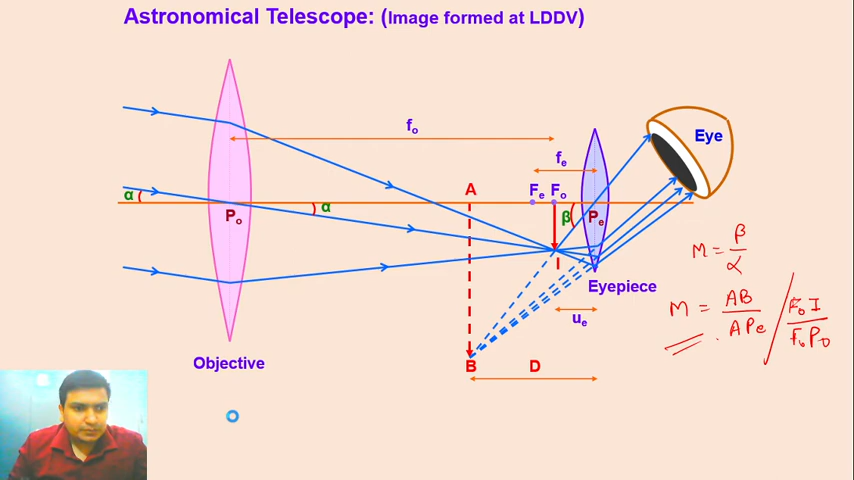 Astronomical Telescope: (Image formed at LDDV)
fo
Eye
fe
A
Fe Fo
α
α
β
Po
Pe
I
Eyepiece
ue
B
D
Objective
M = β/α
M = AB/APe / FoI/FoPo